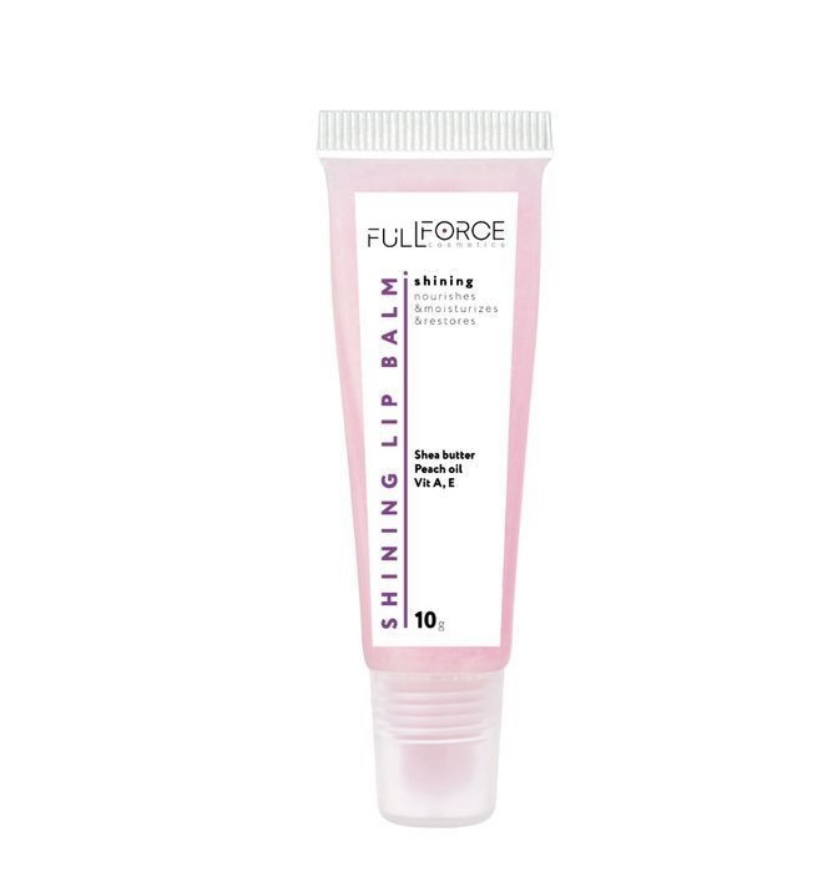 FULLFORCE
cosmetics
SHINING LIP BALM
shining
nourishes
&moisturizes
&restores
Shea butter
Peach oil
Vit A, E
10g